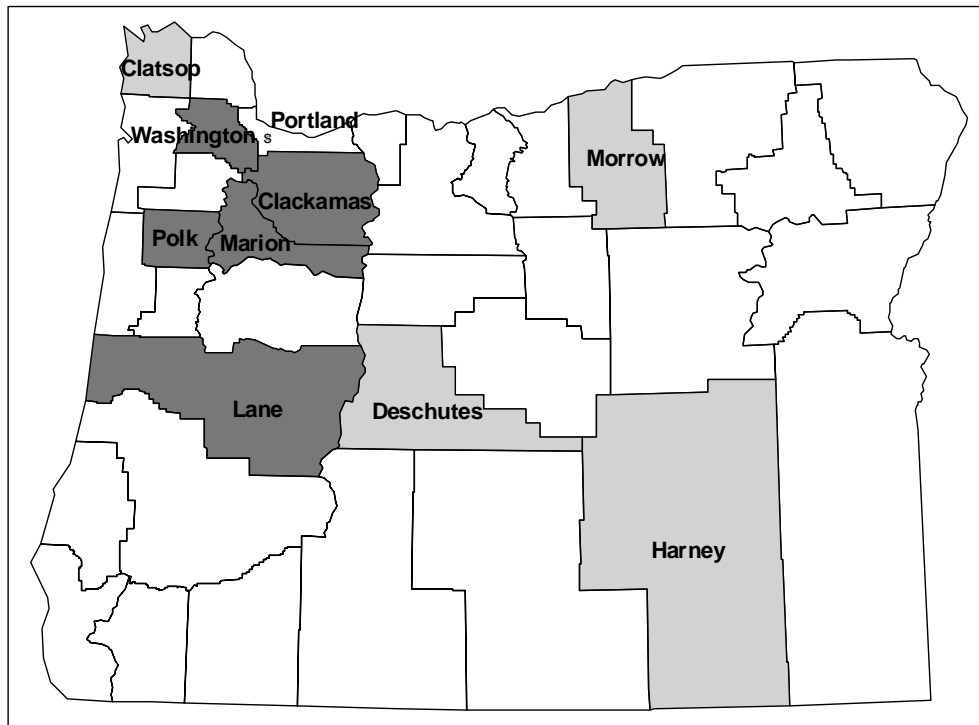 Clatsop
Portland
Washington s
Morrow
Clackamas
Polk
Marion
Lane
Deschutes
Harney